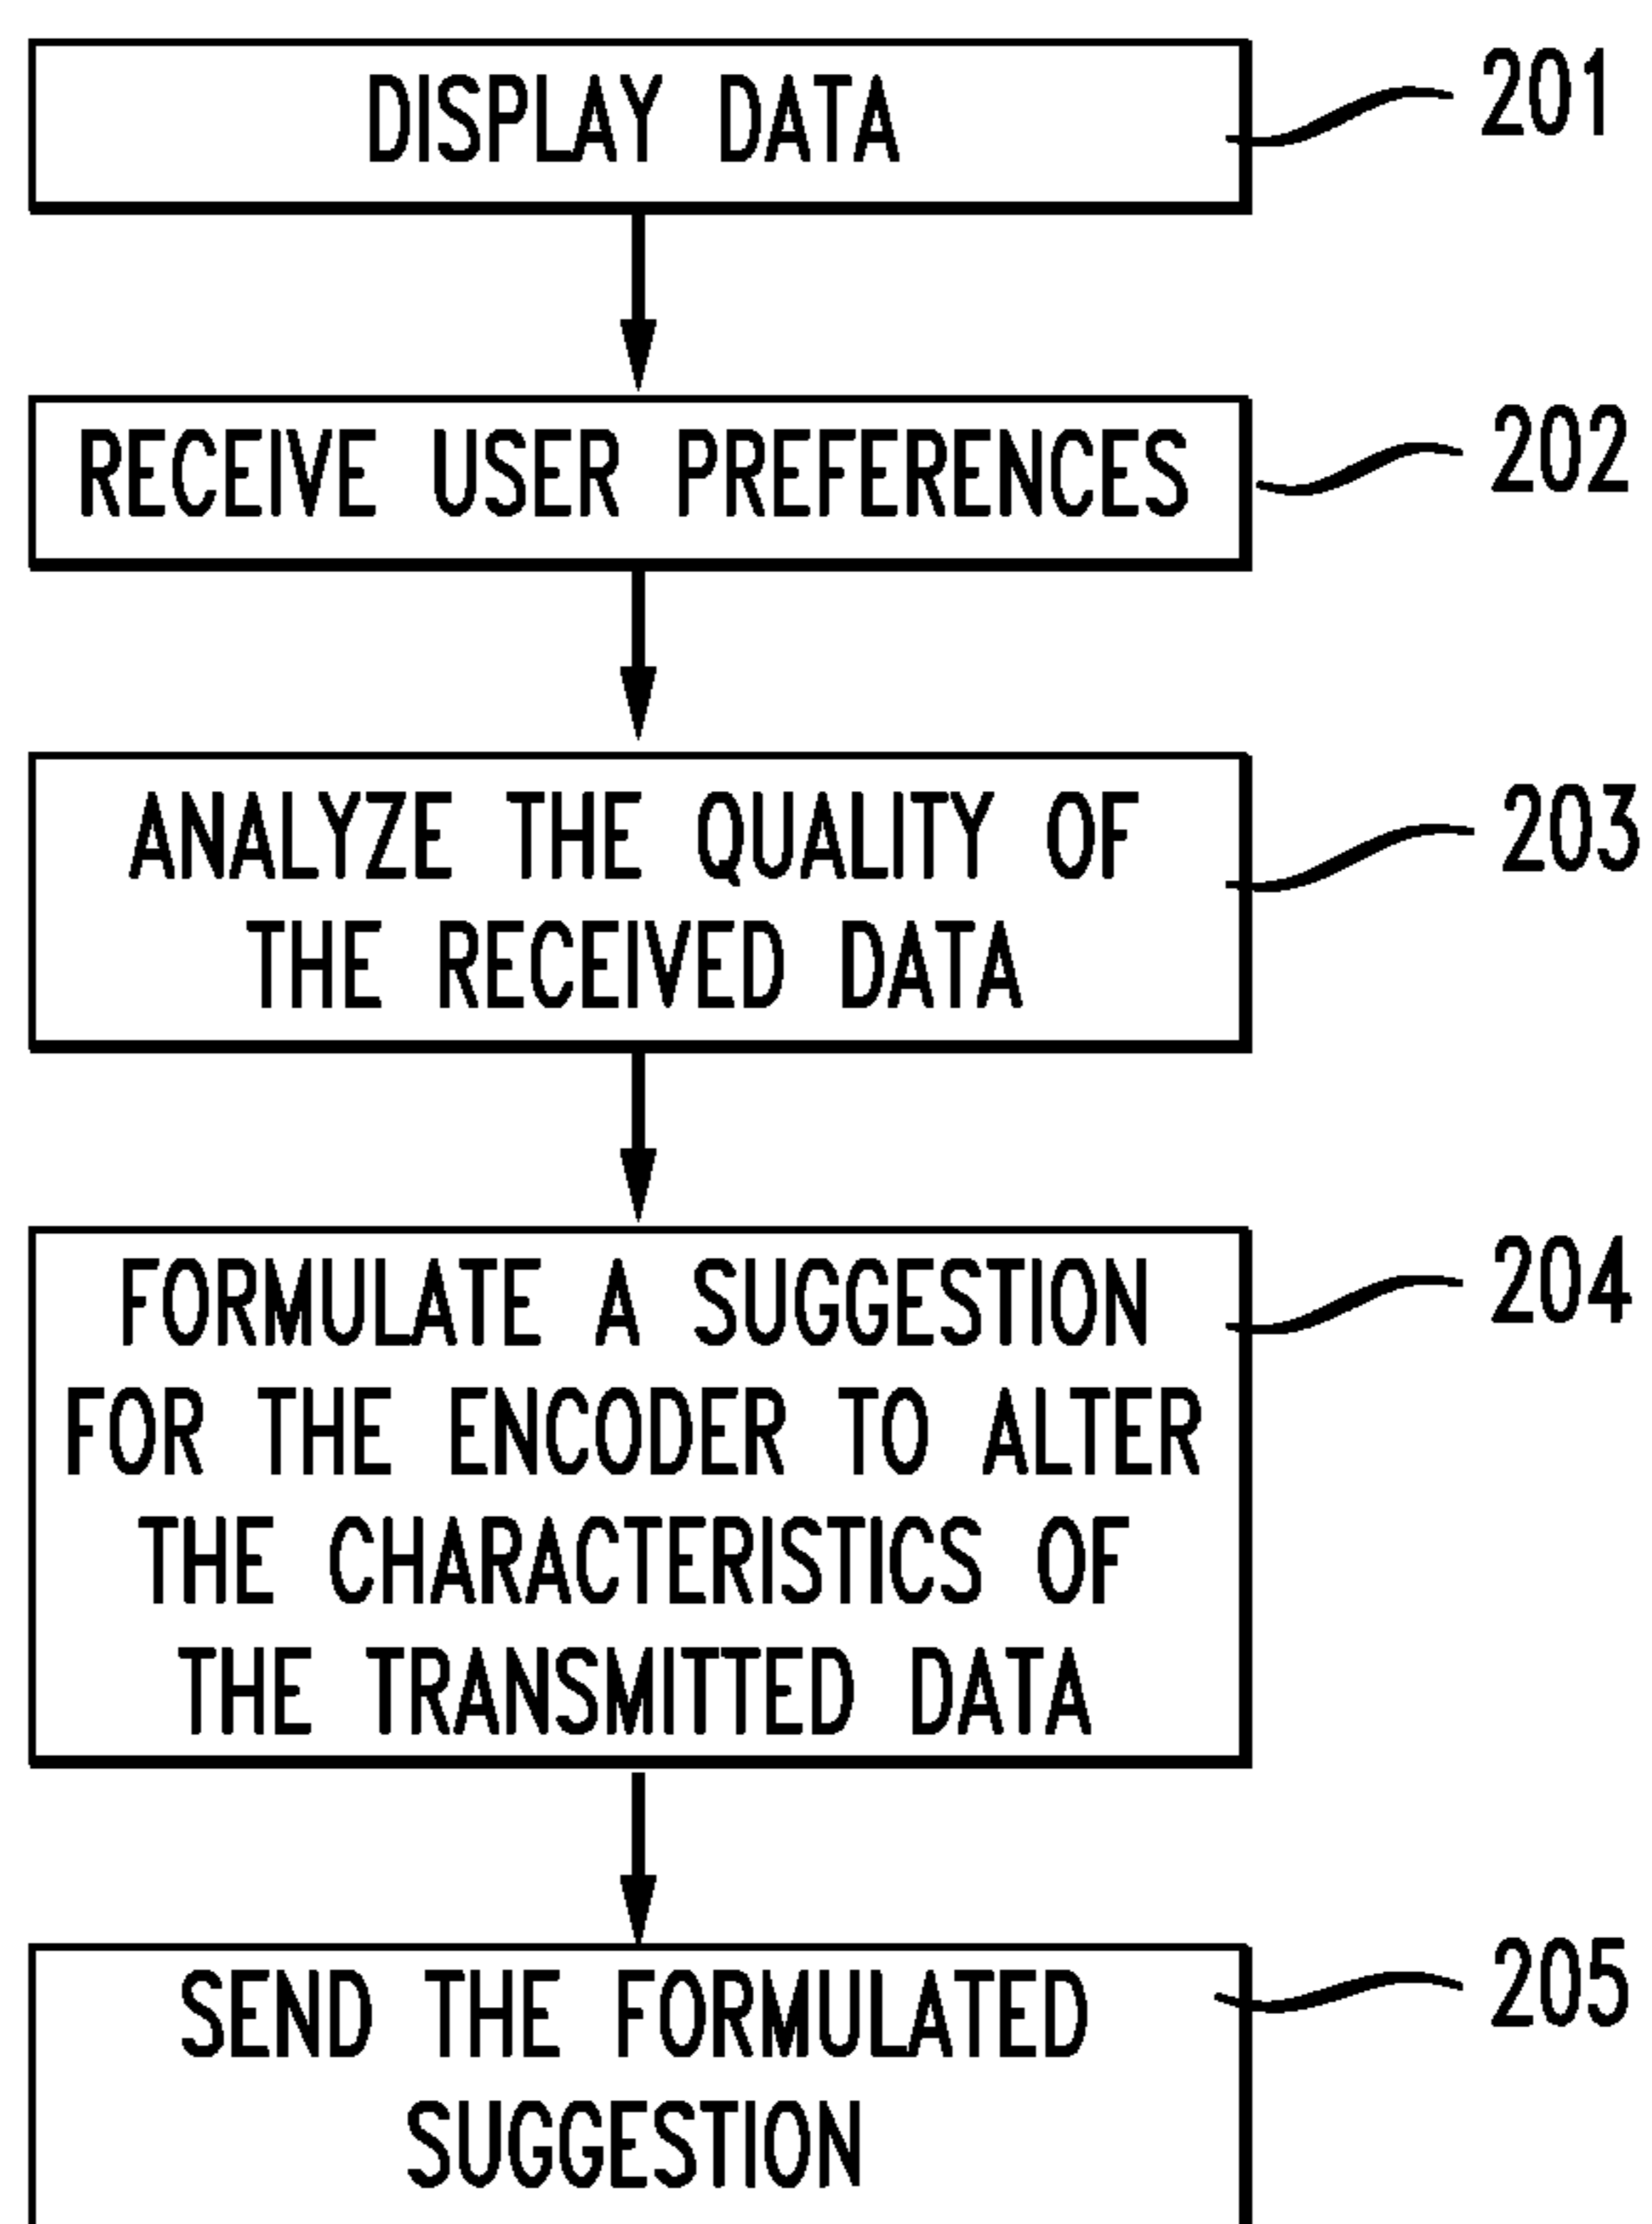 DISPLAY DATA
201
RECEIVE USER PREFERENCES
202
ANALYZE THE QUALITY OF
THE RECEIVED DATA
203
FORMULATE A SUGGESTION
FOR THE ENCODER TO ALTER
THE CHARACTERISTICS OF
THE TRANSMITTED DATA
204
SEND THE FORMULATED
SUGGESTION
205